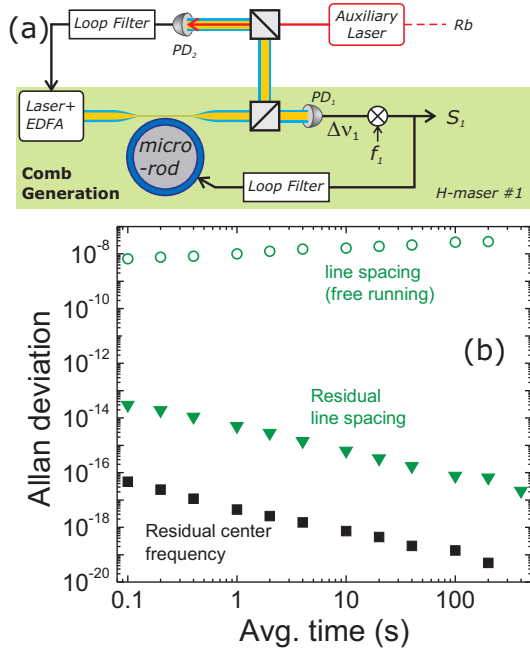 (a)
Loop Filter
PD₂
Auxiliary
Laser
Rb
Laser+
EDFA
PD₁
Δν₁
S₁
f₁
micro
-rod
Comb
Generation
Loop Filter
H-maser #1
10⁻⁸
10⁻¹⁰
10⁻¹²
10⁻¹⁴
10⁻¹⁶
10⁻¹⁸
10⁻²⁰
Allan deviation
line spacing
(free running)
(b)
Residual
line spacing
Residual center
frequency
0.1
1
10
100
Avg. time (s)